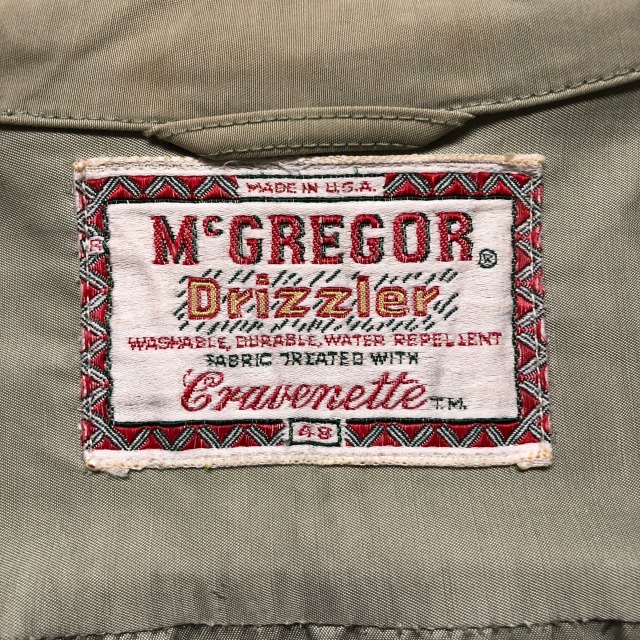 MADE IN U.S.A.
McGREGOR®
Drizzler
WASHABLE, DURABLE, WATER REPELLENT
FABRIC TREATED WITH
Cravenette T.M.
48
R